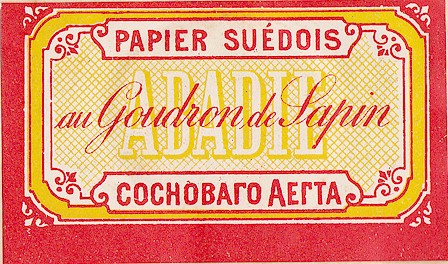 PAPIER SUÉDOIS
ABADIE
au Goudron, de Sapin
СОСНОВАГО ДЕГТА